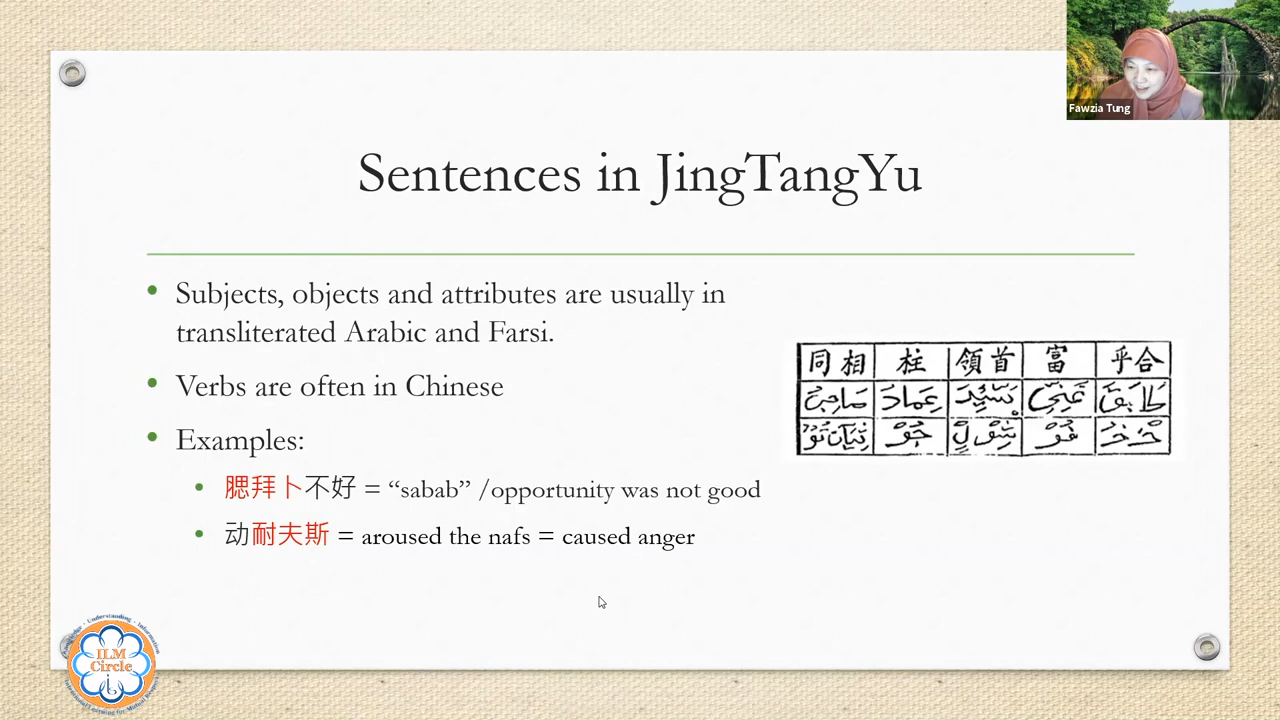 Fawzia Tung
Sentences in JingTangYu
• Subjects, objects and attributes are usually in
transliterated Arabic and Farsi.
• Verbs are often in Chinese
• Examples:
• 腮拜卜不好 = “sabab” /opportunity was not good
• 动耐夫斯 = aroused the nafs = caused anger
同相 柱 領首 富 乎合
ILM
Circle